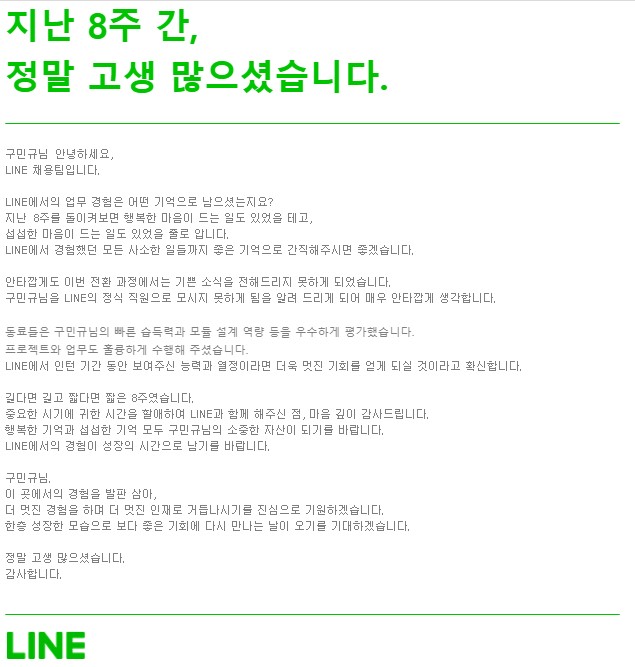 지난 8주 간,
정말 고생 많으셨습니다.
구민규님 안녕하세요,
LINE 채용팀입니다.
LINE에서의 업무 경험은 어떤 기억으로 남으셨는지요?
지난 8주를 돌이켜보면 행복한 마음이 드는 일도 있었을 테고,
섭섭한 마음이 드는 일도 있었을 줄로 압니다.
LINE에서 경험했던 모든 사소한 일들까지 좋은 기억으로 간직해주시면 좋겠습니다.
안타깝게도 이번 전환 과정에서는 기쁜 소식을 전해드리지 못하게 되었습니다.
구민규님을 LINE의 정식 직원으로 모시지 못하게 됨을 알려 드리게 되어 매우 안타깝게 생각합니다.
동료들은 구민규님의 빠른 습득력과 모듈 설계 역량 등을 우수하게 평가했습니다.
프로젝트와 업무도 훌륭하게 수행해 주셨습니다.
LINE에서 인턴 기간 동안 보여주신 능력과 열정이라면 더욱 멋진 기회를 얻게 되실 것이라고 확신합니다.
길다면 길고 짧다면 짧은 8주였습니다.
중요한 시기에 귀한 시간을 할애하여 LINE과 함께 해주신 점, 마음 깊이 감사드립니다.
행복한 기억과 섭섭한 기억 모두 구민규님의 소중한 자산이 되기를 바랍니다.
LINE에서의 경험이 성장의 시간으로 남기를 바랍니다.
구민규님.
이 곳에서의 경험을 발판 삼아,
더 멋진 경험을 하며 더 멋진 인재로 거듭나시기를 진심으로 기원하겠습니다.
한층 성장한 모습으로 보다 좋은 기회에 다시 만나는 날이 오기를 기대하겠습니다.
정말 고생 많으셨습니다.
감사합니다.
LINE